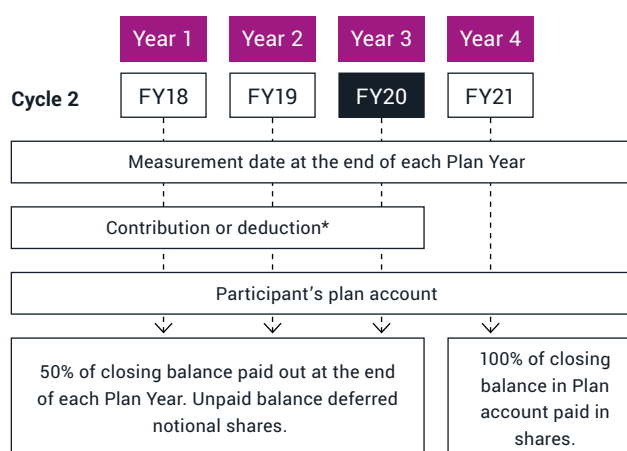 Year 1 Year 2 Year 3 Year 4
Cycle 2 FY18 FY19 FY20 FY21
Measurement date at the end of each Plan Year
Contribution or deduction*
Participant’s plan account
50% of closing balance paid out at the end
of each Plan Year. Unpaid balance deferred
notional shares.
100% of closing
balance in Plan
account paid in
shares.